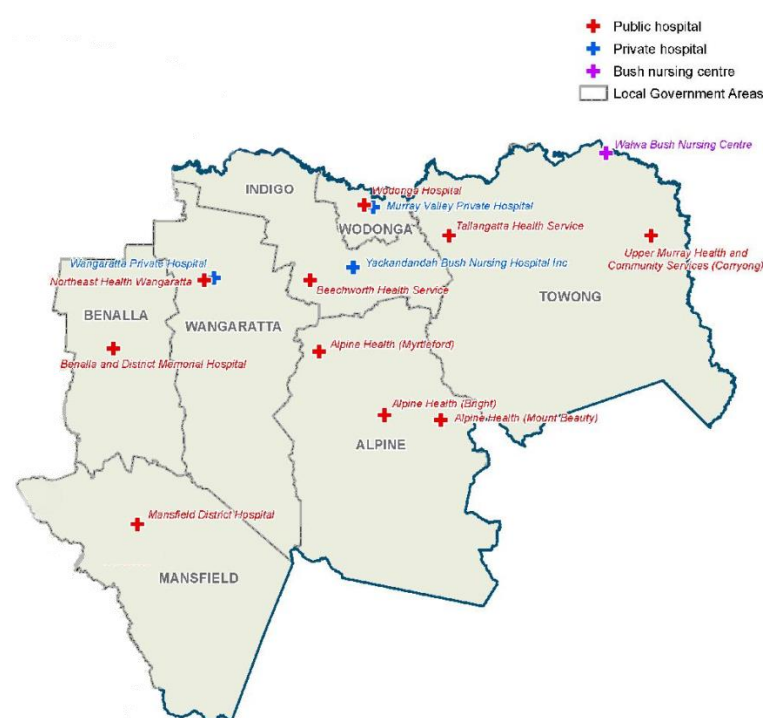 Public hospital
Private hospital
Bush nursing centre
Local Government Areas
Walwa Bush Nursing Centre
INDIGO
Wodonga Hospital
Murray Valley Private Hospital
WODONGA
Tallangatta Health Service
Upper Murray Health and
Community Services (Corryong)
Wangaratta Private Hospital
Yackandandah Bush Nursing Hospital Inc
Northeast Health Wangaratta
Beechworth Health Service
TOWONG
BENALLA
WANGARATTA
Alpine Health (Myrtleford)
Benalla and District Memorial Hospital
Alpine Health (Bright)
Alpine Health (Mount Beauty)
ALPINE
Mansfield District Hospital
MANSFIELD